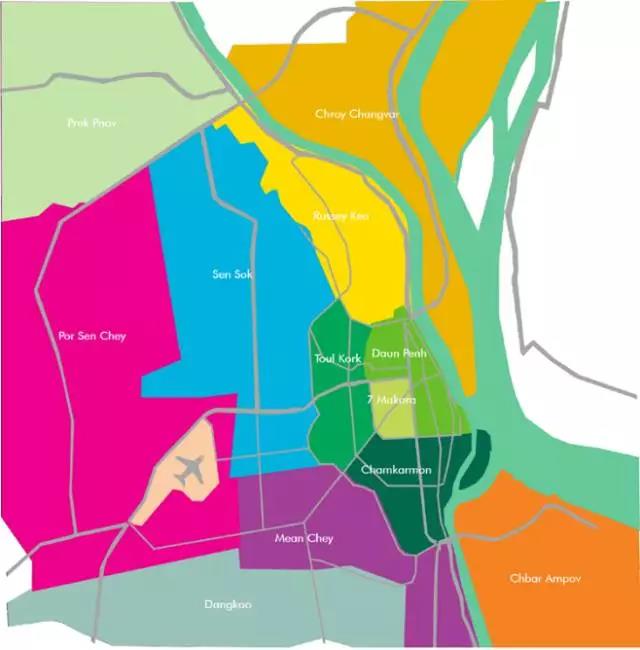 Chroy Changvar
Prek Pnov
Russey Keo
Sen Sok
Por Sen Chey
Toul Kork
Daun Penh
7 Makara
Chamkarmon
Mean Chey
Chbar Ampov
Dangkao